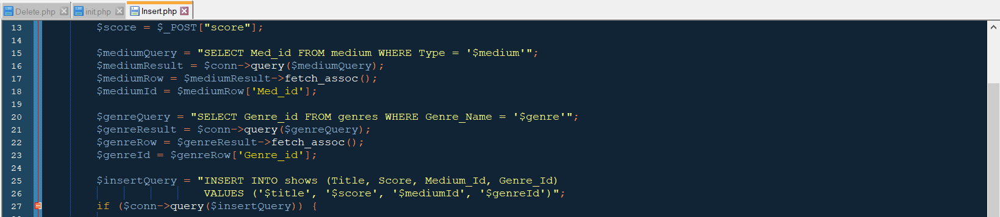 Delete.php init.php Insert.php
13 $score = $_POST["score"];
14
15 $mediumQuery = "SELECT Med_id FROM medium WHERE Type = '$medium'";
16 $mediumResult = $conn->query($mediumQuery);
17 $mediumRow = $mediumResult->fetch_assoc();
18 $mediumId = $mediumRow['Med_id'];
19
20 $genreQuery = "SELECT Genre_id FROM genres WHERE Genre_Name = '$genre'";
21 $genreResult = $conn->query($genreQuery);
22 $genreRow = $genreResult->fetch_assoc();
23 $genreId = $genreRow['Genre_id'];
24
25 $insertQuery = "INSERT INTO shows (Title, Score, Medium_Id, Genre_Id)
26 VALUES ('$title', '$score', '$mediumId', '$genreId')";
27 if ($conn->query($insertQuery)) {